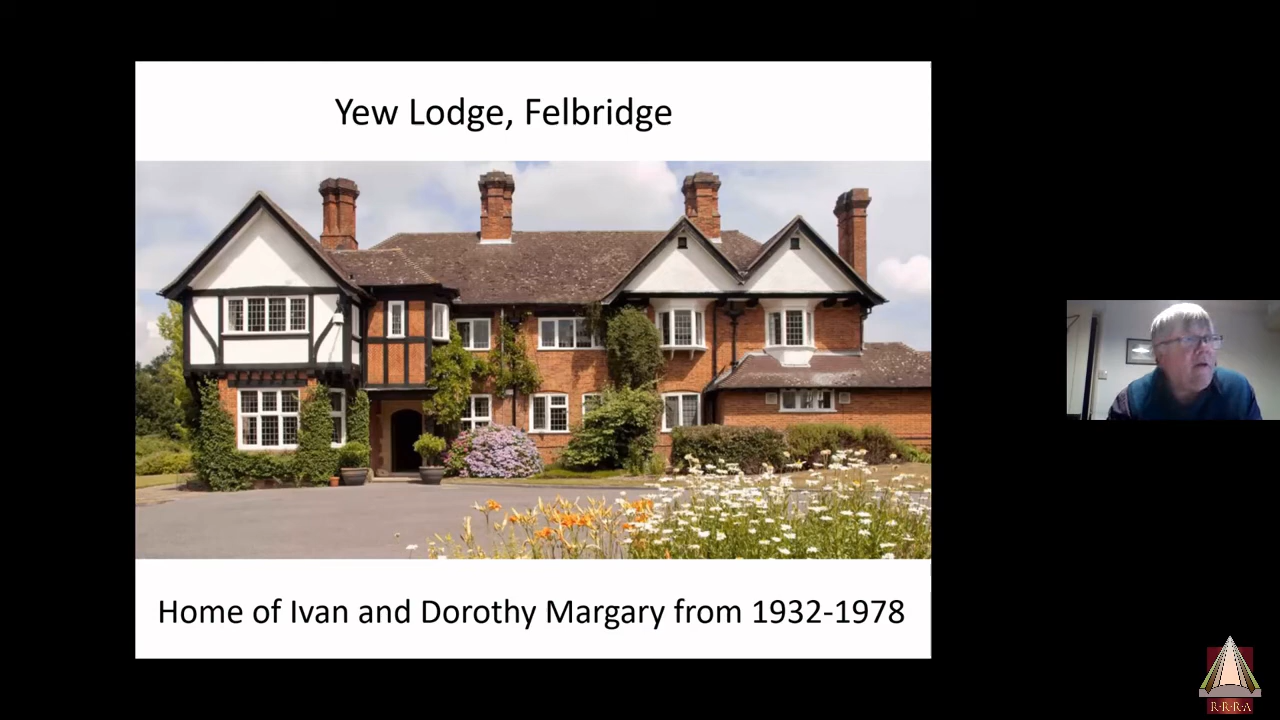 Yew Lodge, Felbridge
Home of Ivan and Dorothy Margary from 1932-1978
R·R·R·A